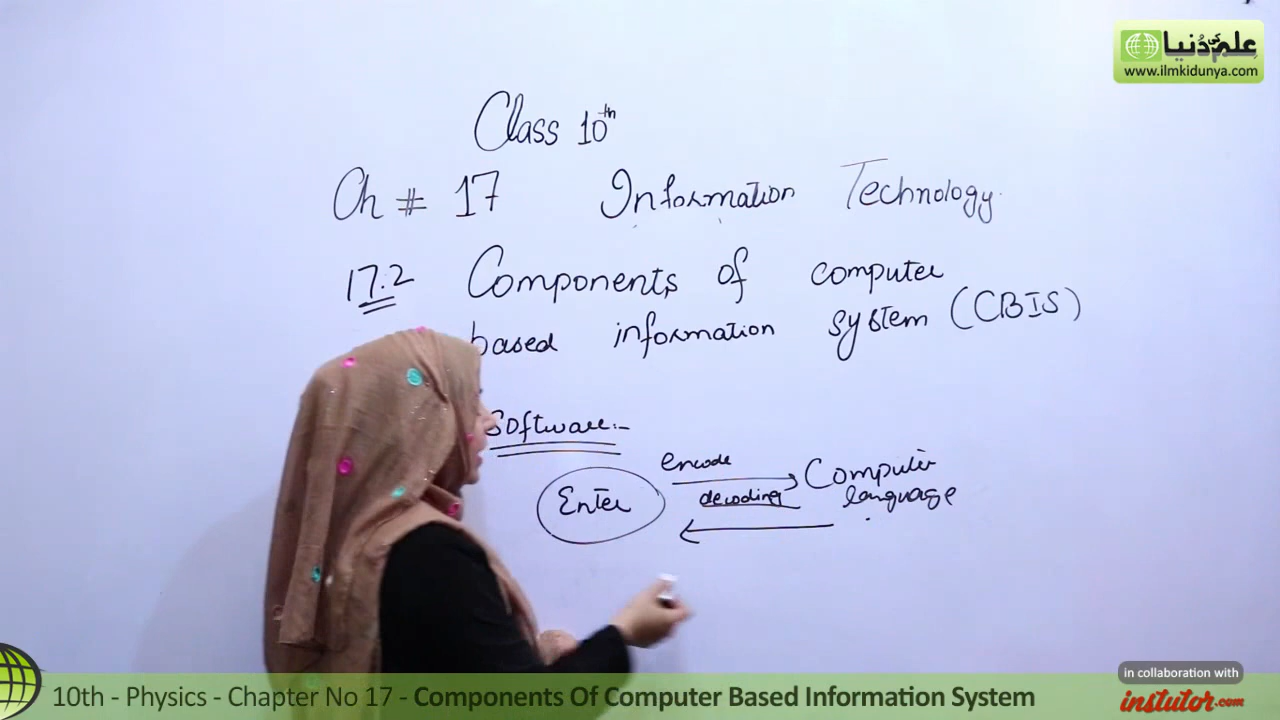 علم کی دنیا
www.ilmkidunya.com
Class 10th
Ch # 17 Information Technology
17.2 Components of computer
based information system (CBIS)
Software:-
encode
Enter
decoding
Computer
language
in collaboration with
instutor.com
10th - Physics - Chapter No 17 - Components Of Computer Based Information System